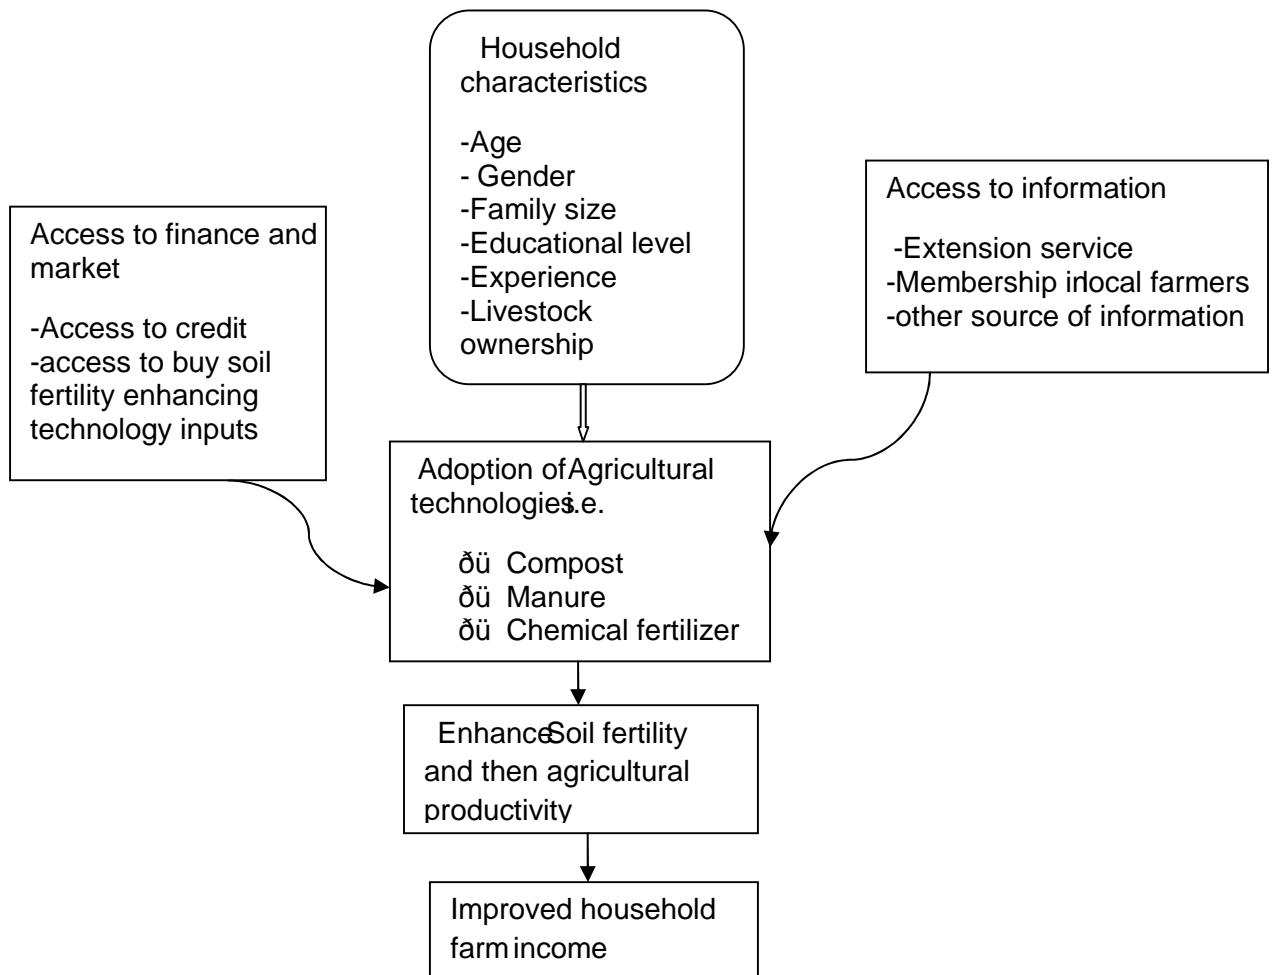 Household
characteristics
-Age
- Gender
-Family size
-Educational level
-Experience
-Livestock
ownership
Access to finance and
market
-Access to credit
-access to buy soil
fertility enhancing
technology inputs
Access to information
-Extension service
-Membership in local farmers
-other source of information
Adoption of Agricultural
technologies i.e.
ðü Compost
ðü Manure
ðü Chemical fertilizer
Enhance Soil fertility
and then agricultural
productivity
Improved household
farm income